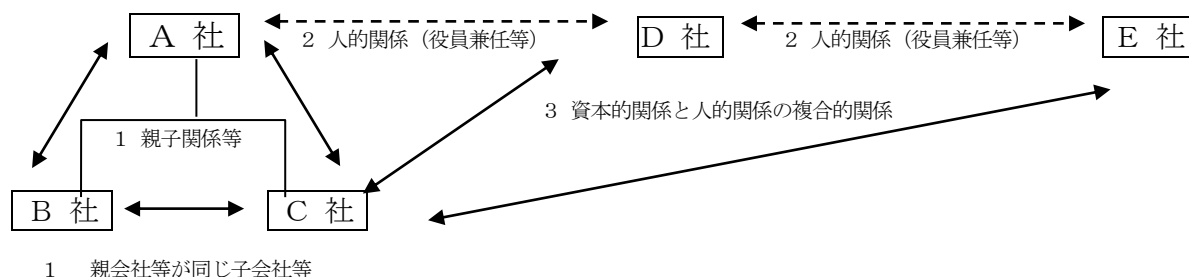 A 社
D 社
E 社
2 人的関係（役員兼任等）
2 人的関係（役員兼任等）
3 資本的関係と人的関係の複合的関係
1 親子関係等
B 社
C 社
1 親会社等が同じ子会社等